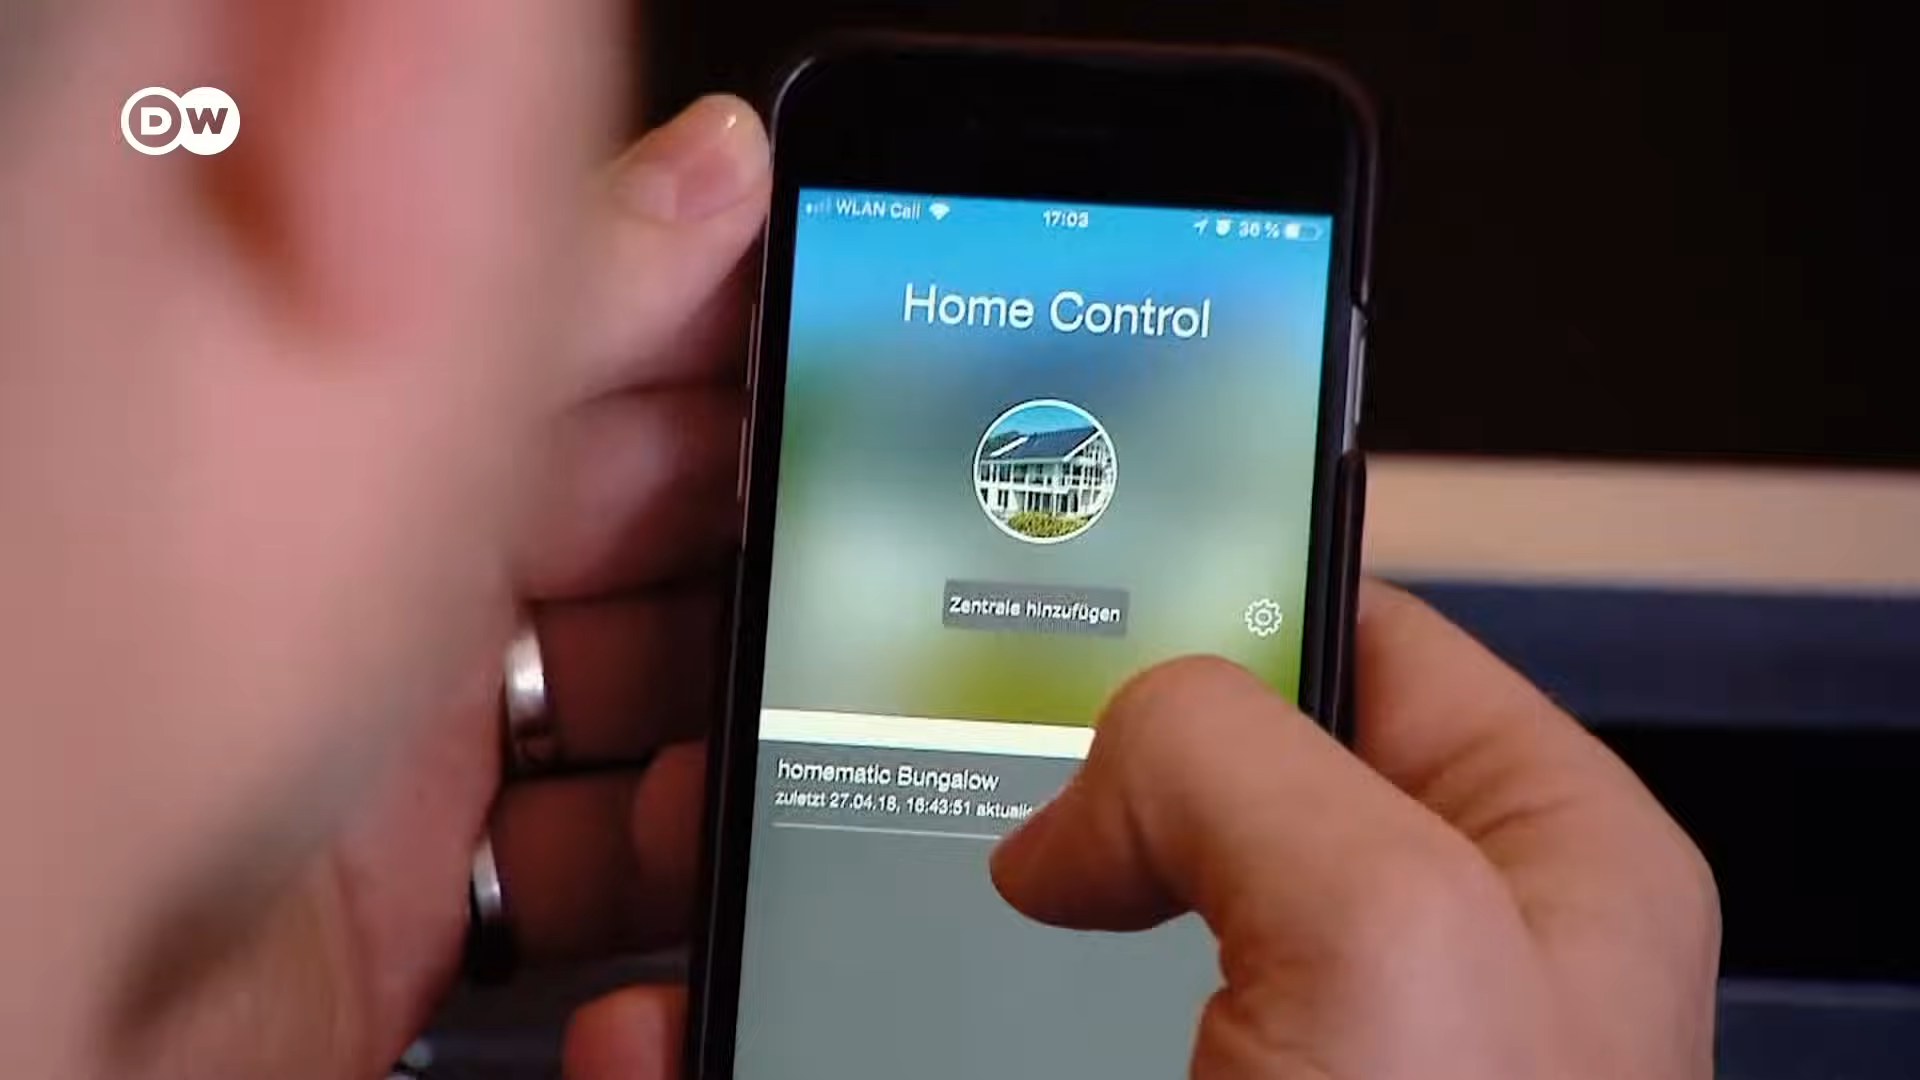 DW
WLAN Call 17:03 36 %
Home Control
Zentrale hinzufügen
homematic Bungalow
zuletzt 27.04.18, 16:43:51